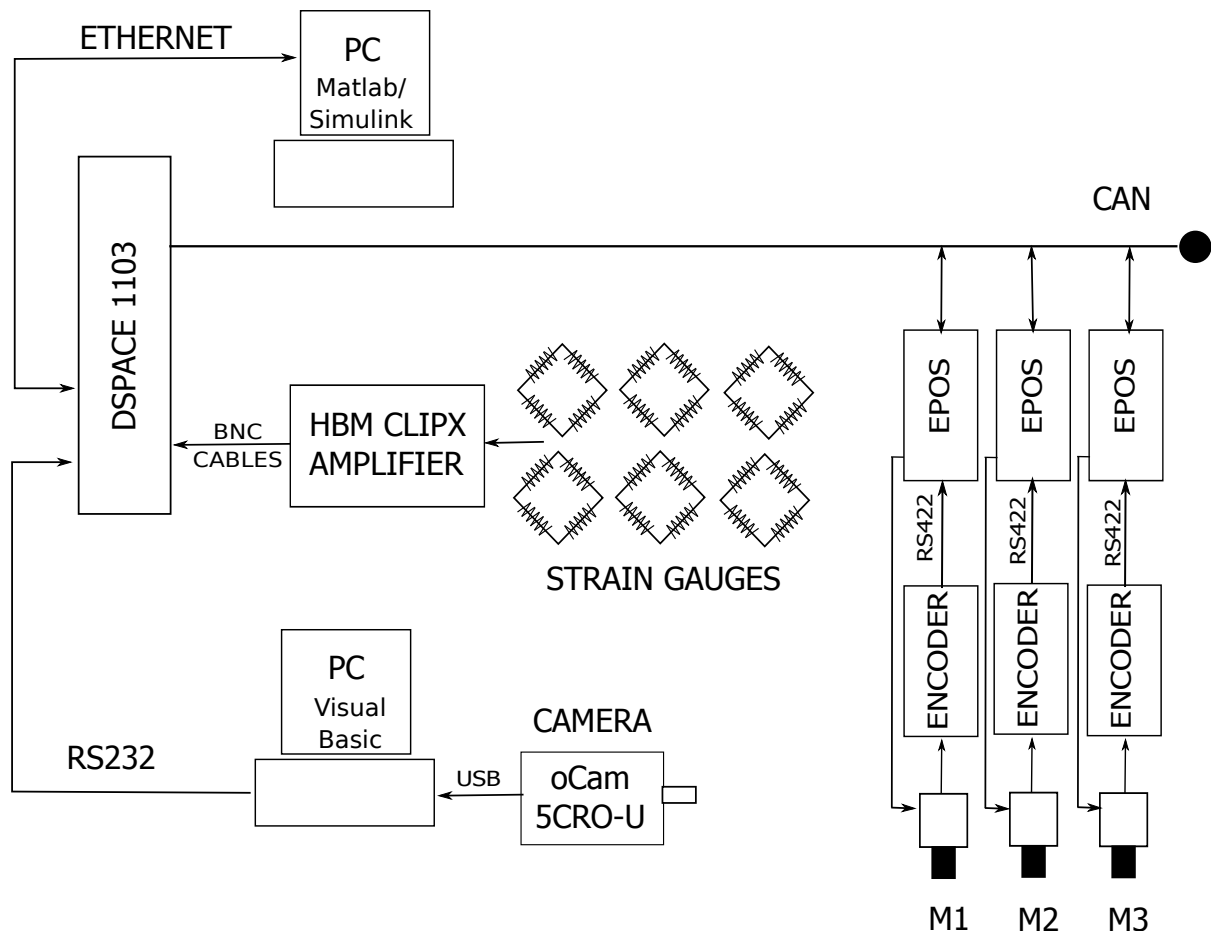 ETHERNET
PC
Matlab/
Simulink
CAN
DSPACE 1103
BNC
CABLES
HBM CLIPX
AMPLIFIER
STRAIN GAUGES
EPOS
EPOS
EPOS
RS422
RS422
RS422
ENCODER
ENCODER
ENCODER
PC
Visual
Basic
RS232
USB
CAMERA
oCam
5CRO-U
M1
M2
M3